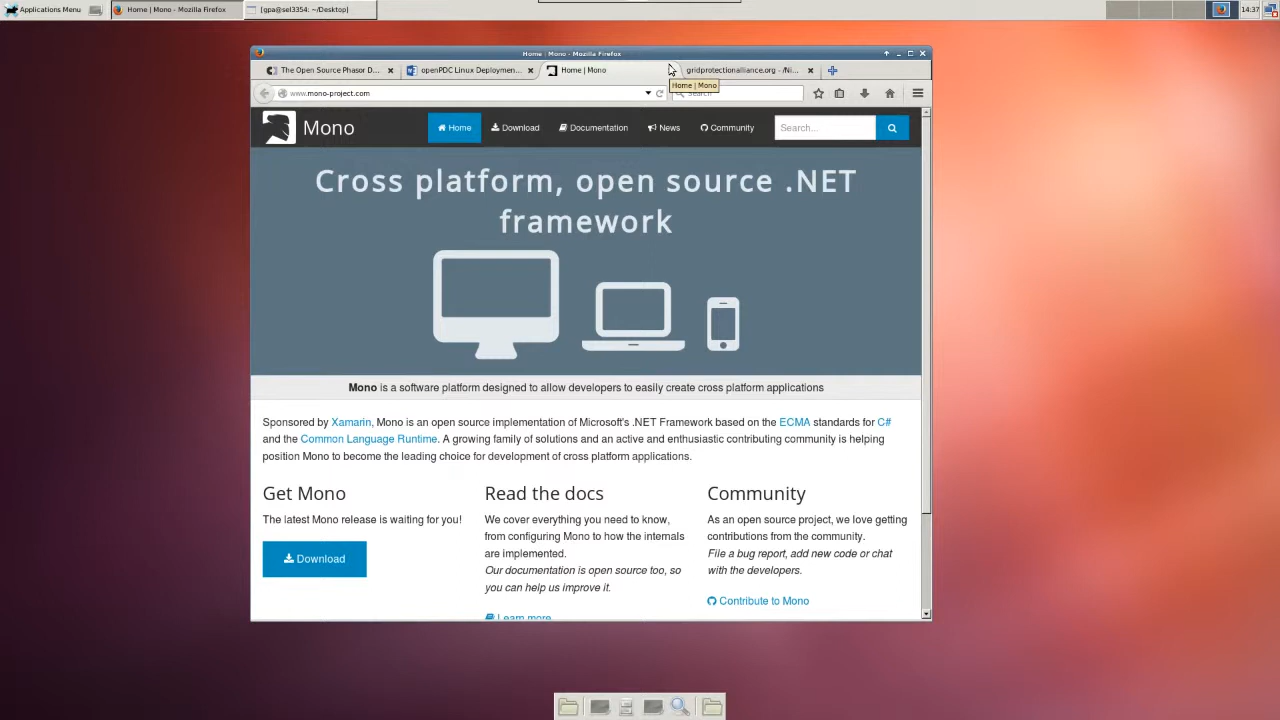 Applications Menu
Home | Mono - Mozilla Firefox
[gpa@sel3354: ~/Desktop]
14:37
Home | Mono - Mozilla Firefox
The Open Source Phasor D...
openPDC Linux Deploymen...
Home | Mono
gridprotectionalliance.org - /Ni...
www.mono-project.com
Search
Home | Mono
Mono
Home
Download
Documentation
News
Community
Search...
Cross platform, open source .NET
framework
Mono is a software platform designed to allow developers to easily create cross platform applications
Sponsored by Xamarin, Mono is an open source implementation of Microsoft's .NET Framework based on the ECMA standards for C#
and the Common Language Runtime. A growing family of solutions and an active and enthusiastic contributing community is helping
position Mono to become the leading choice for development of cross platform applications.
Get Mono
The latest Mono release is waiting for you!
Download
Read the docs
We cover everything you need to know,
from configuring Mono to how the internals
are implemented.
Our documentation is open source too, so
you can help us improve it.
Learn more
Community
As an open source project, we love getting
contributions from the community.
File a bug report, add new code or chat
with the developers.
Contribute to Mono